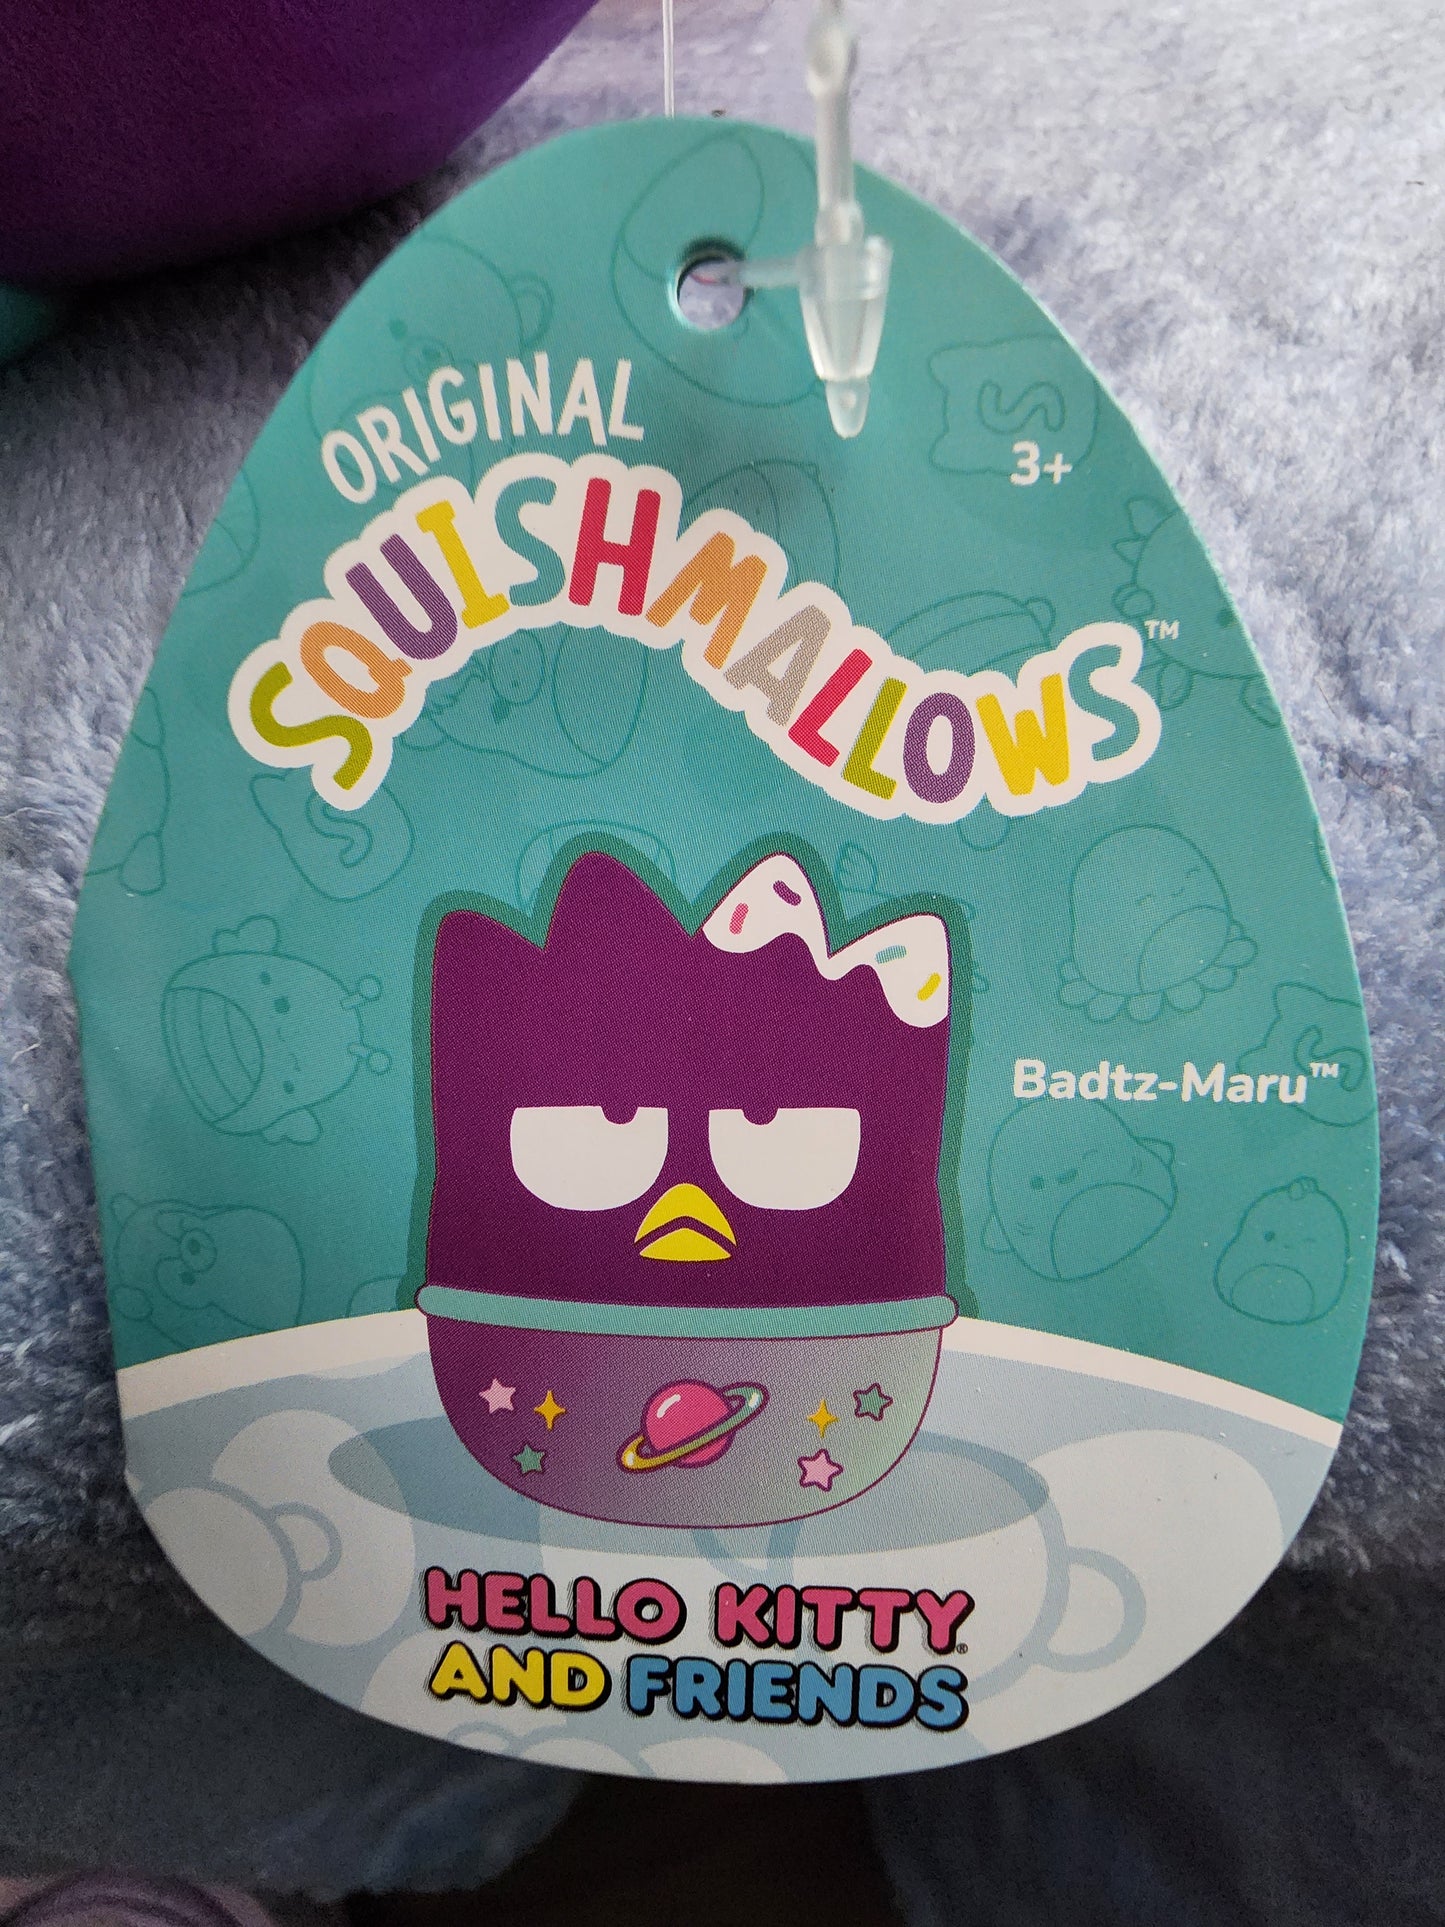 ORIGINAL
3+
SQUISHMALLOWS™
Badtz-Maru™
HELLO KITTY®
AND FRIENDS